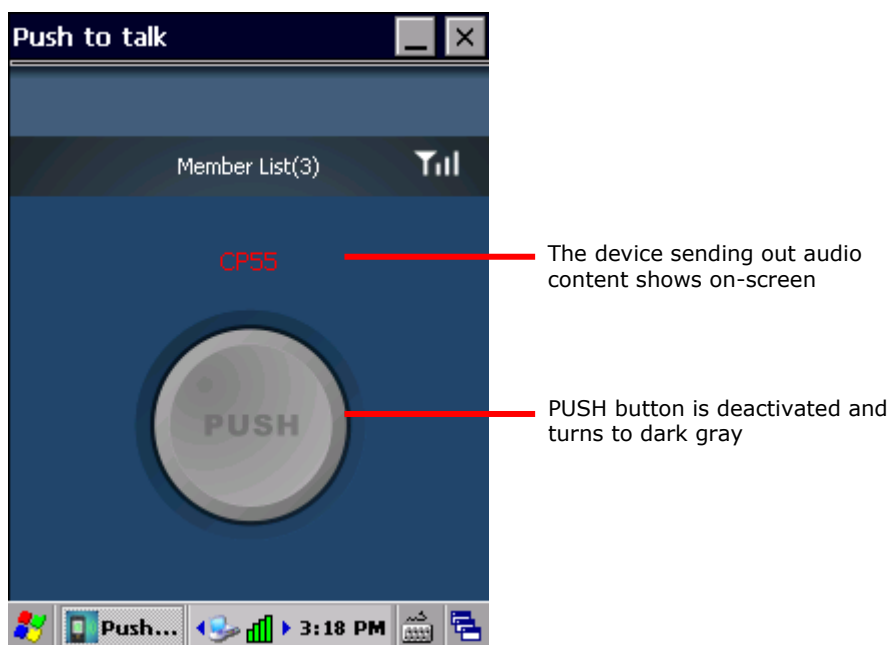 Push to talk
Member List(3)
CP55
The device sending out audio
content shows on-screen
PUSH
PUSH button is deactivated and
turns to dark gray
Push... 3:18 PM